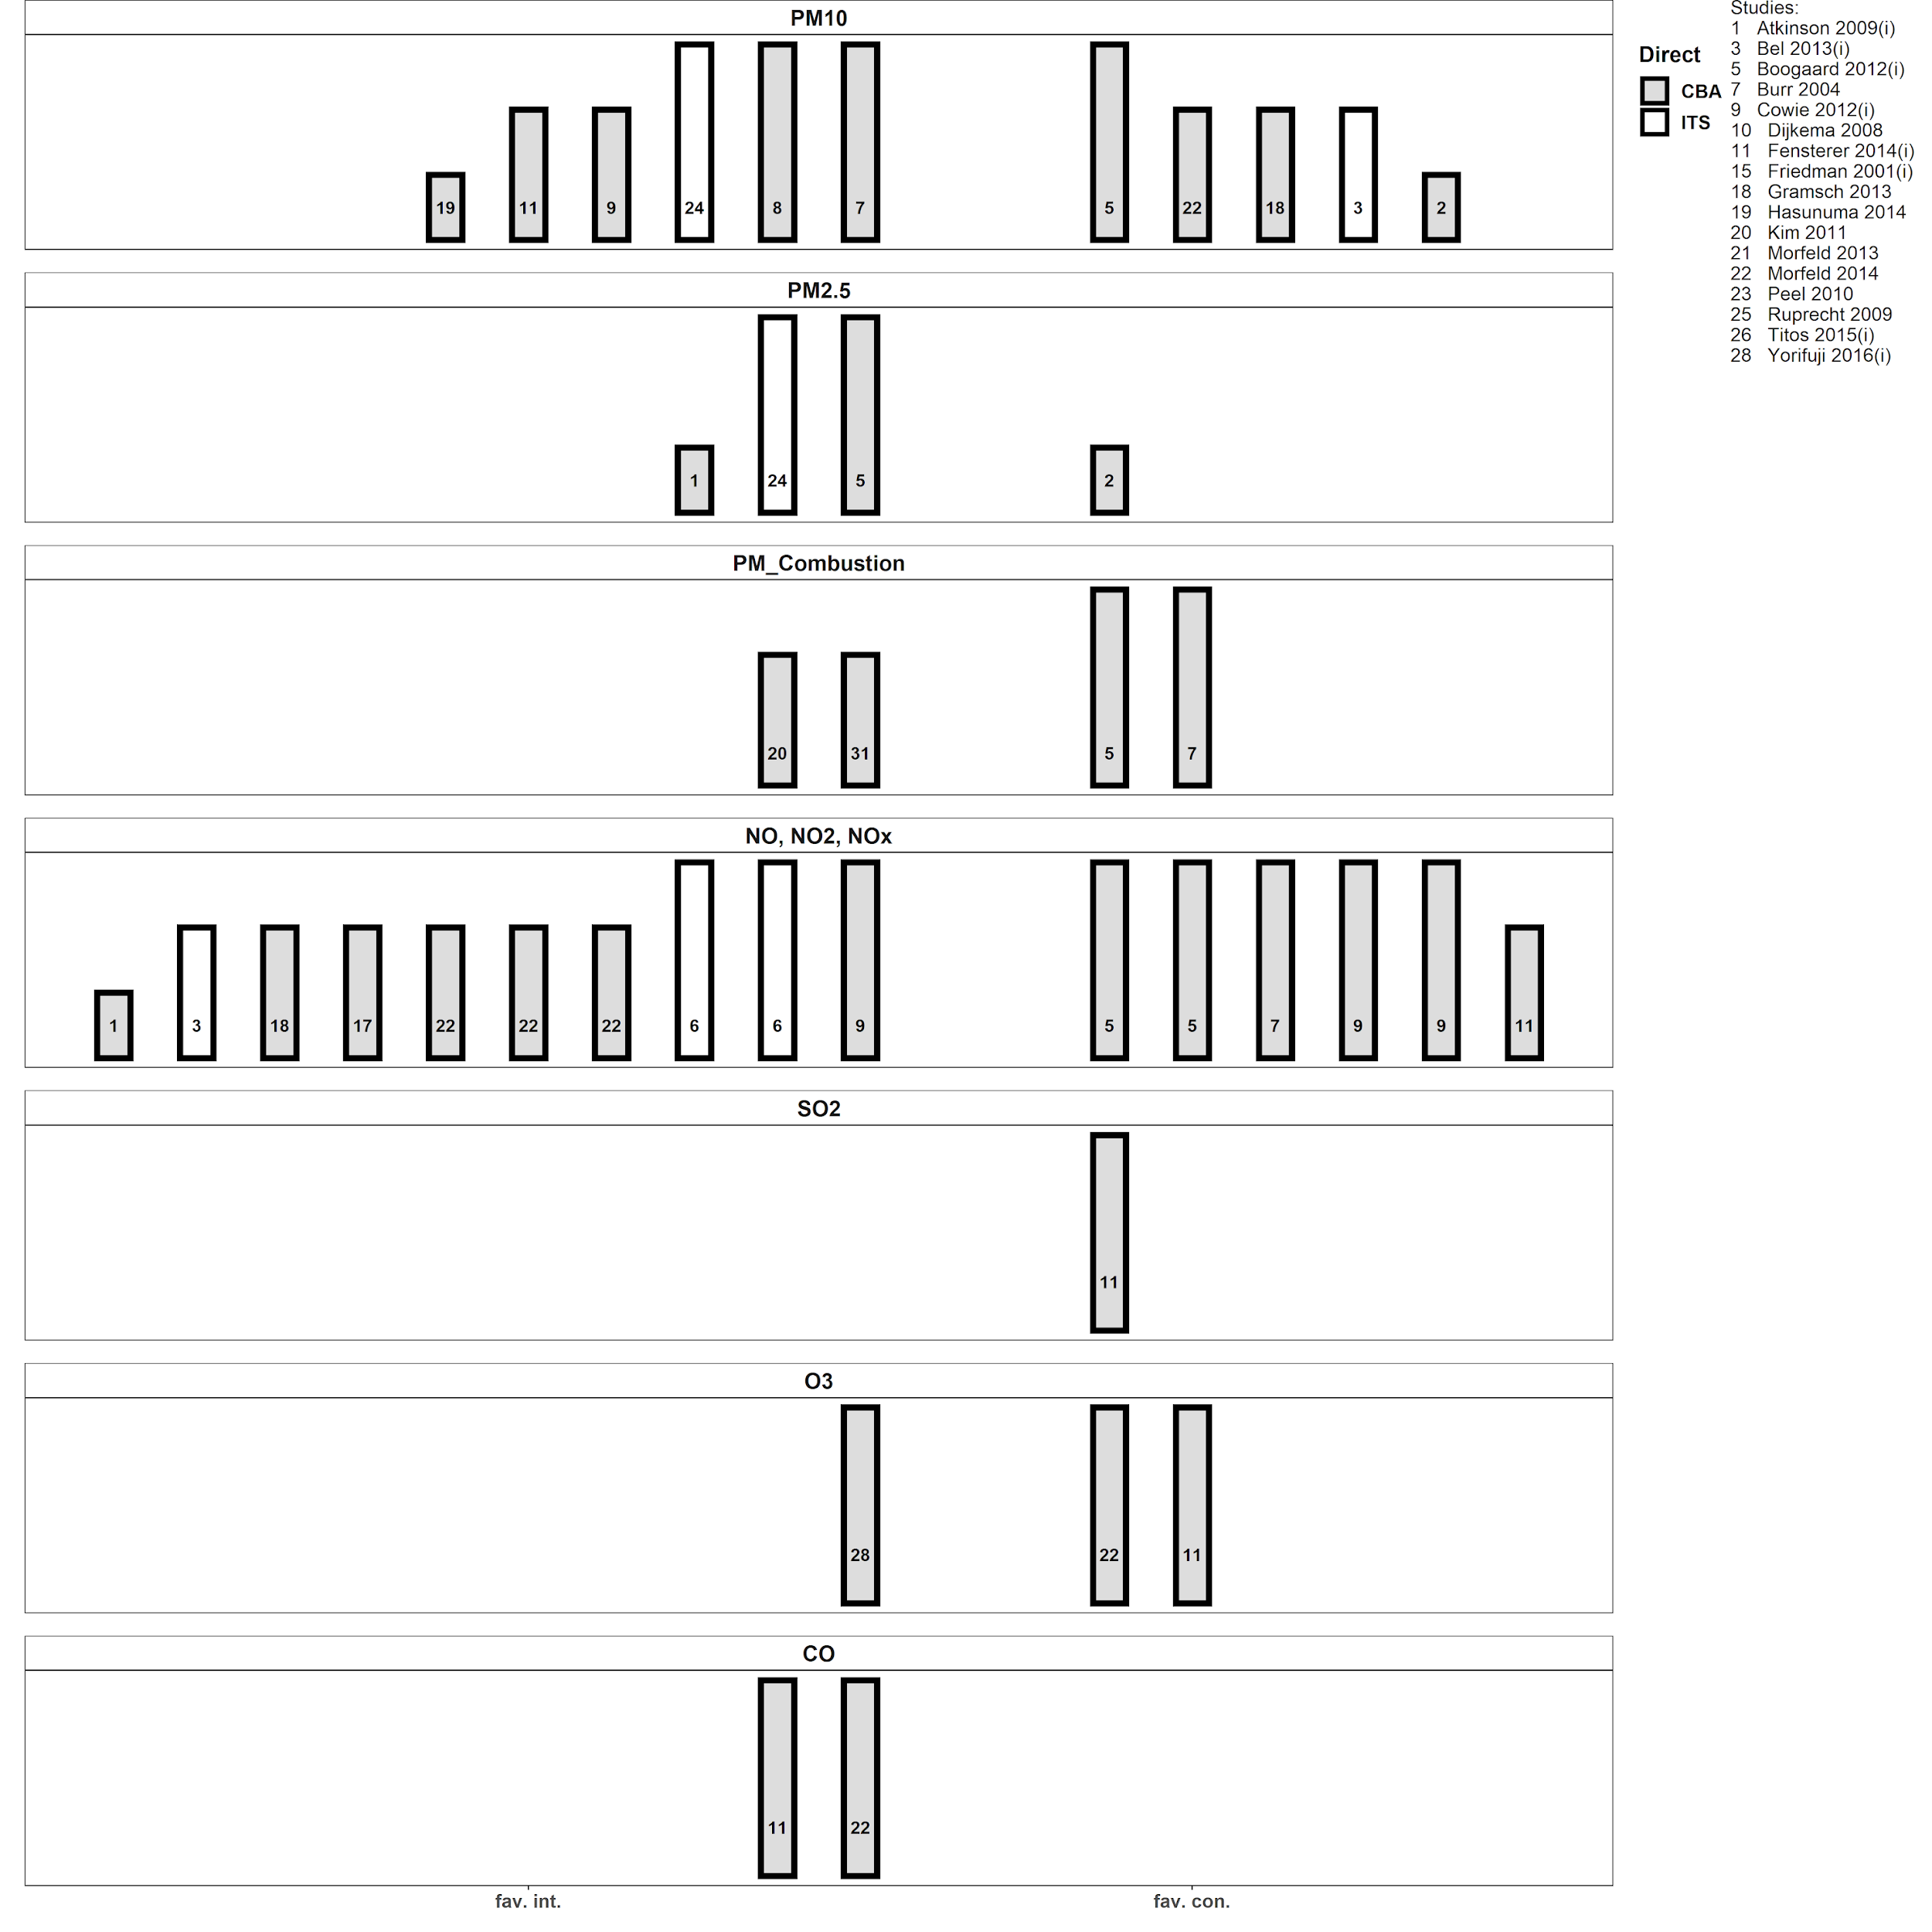 PM10
19 11 9 24 8 7 5 22 18 3 2
PM2.5
1 24 5 2
PM_Combustion
20 31 5 7
NO, NO2, NOx
1 3 18 17 22 22 22 6 6 9 5 5 7 9 9 11
SO2
11
O3
28 22 11
CO
11 22
fav. int. fav. con.
Direct
CBA
ITS
Studies:
1 Atkinson 2009(i)
3 Bel 2013(i)
5 Boogaard 2012(i)
7 Burr 2004
9 Cowie 2012(i)
10 Dijkema 2008
11 Fensterer 2014(i)
15 Friedman 2001(i)
18 Gramsch 2013
19 Hasunuma 2014
20 Kim 2011
21 Morfeld 2013
22 Morfeld 2014
23 Peel 2010
25 Ruprecht 2009
26 Titos 2015(i)
28 Yorifuji 2016(i)